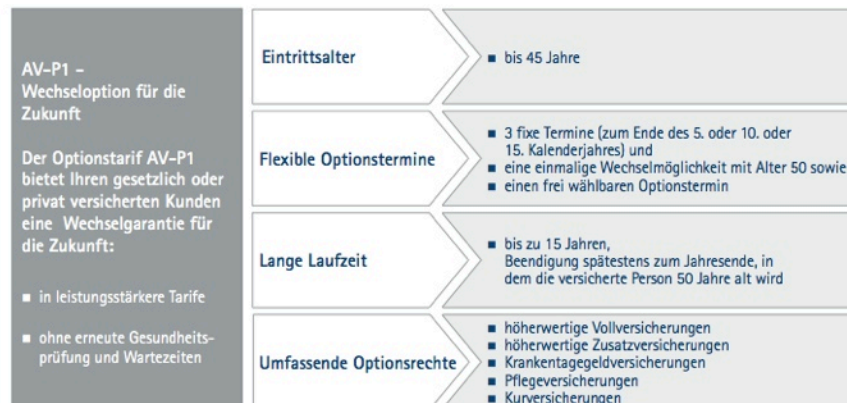 AV-P1 –
Wechseloption für die
Zukunft
Der Optionstarif AV-P1
bietet Ihren gesetzlich oder
privat versicherten Kunden
eine Wechselgarantie für
die Zukunft:
■ in leistungsstärkere Tarife
■ ohne erneute Gesundheits-
prüfung und Wartezeiten
Eintrittsalter
■ bis 45 Jahre
Flexible Optionstermine
■ 3 fixe Termine (zum Ende des 5. oder 10. oder
15. Kalenderjahres) und
■ eine einmalige Wechselmöglichkeit mit Alter 50 sowie
■ einen frei wählbaren Optionstermin
Lange Laufzeit
■ bis zu 15 Jahren,
Beendigung spätestens zum Jahresende, in
dem die versicherte Person 50 Jahre alt wird
Umfassende Optionsrechte
■ höherwertige Vollversicherungen
■ höherwertige Zusatzversicherungen
■ Krankentagegeldversicherungen
■ Pflegeversicherungen
■ Kurversicherungen